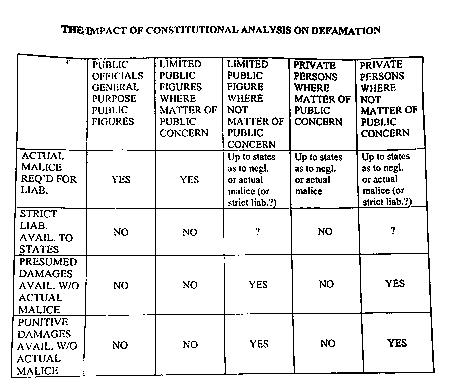 THE IMPACT OF CONSTITUTIONAL ANALYSIS ON DEFAMATION
PUBLIC OFFICIALS GENERAL PURPOSE PUBLIC FIGURES
LIMITED PUBLIC FIGURES WHERE MATTER OF PUBLIC CONCERN
LIMITED PUBLIC FIGURE WHERE NOT MATTER OF PUBLIC CONCERN
PRIVATE PERSONS WHERE MATTER OF PUBLIC CONCERN
PRIVATE PERSONS WHERE NOT MATTER OF PUBLIC CONCERN
ACTUAL MALICE REQ'D FOR LIAB.
YES
YES
Up to states as to negl. or actual malice (or strict liab.?)
Up to states as to negl. or actual malice
Up to states as to negl. or actual malice (or strict liab.?)
STRICT LIAB. AVAIL. TO STATES
NO
NO
?
NO
?
PRESUMED DAMAGES AVAIL. W/O ACTUAL MALICE
NO
NO
YES
NO
YES
PUNITIVE DAMAGES AVAIL. W/O ACTUAL MALICE
NO
NO
YES
NO
YES